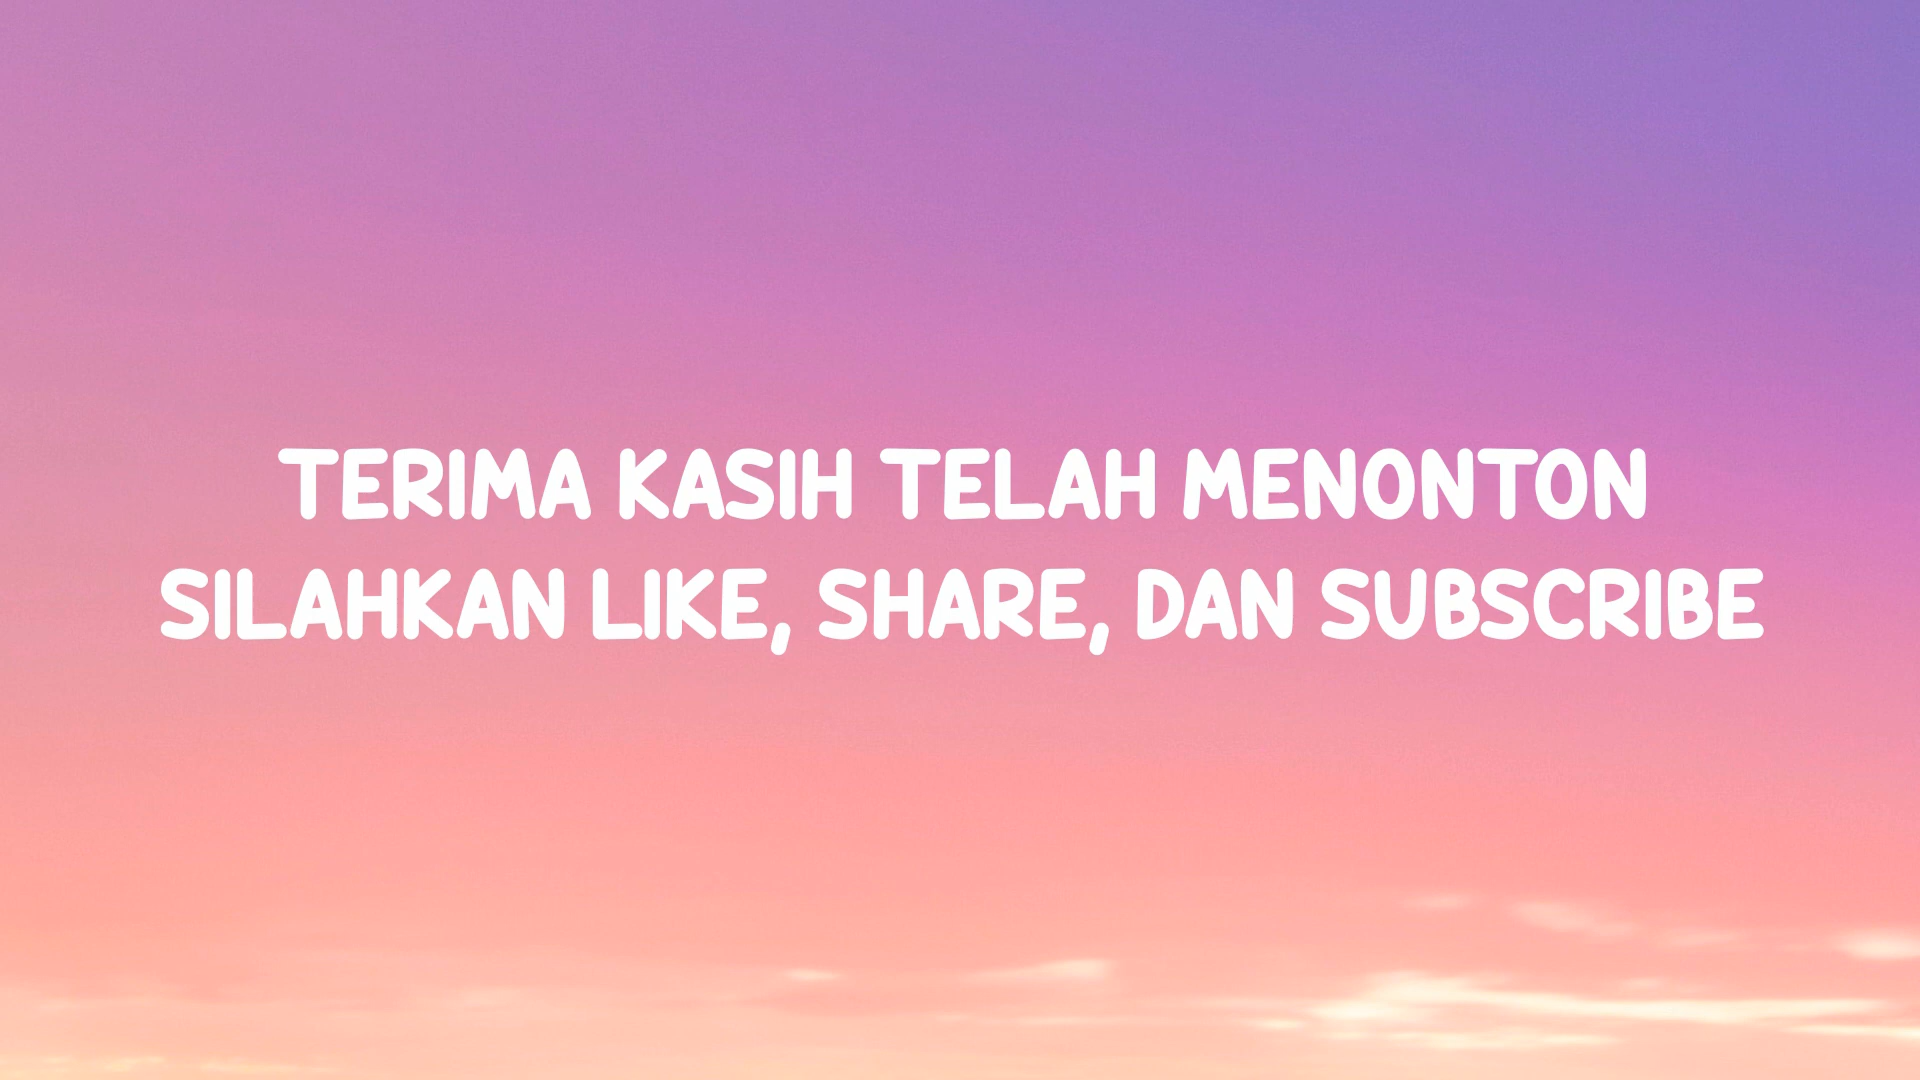 TERIMA KASIH TELAH MENONTON
SILAHKAN LIKE, SHARE, DAN SUBSCRIBE